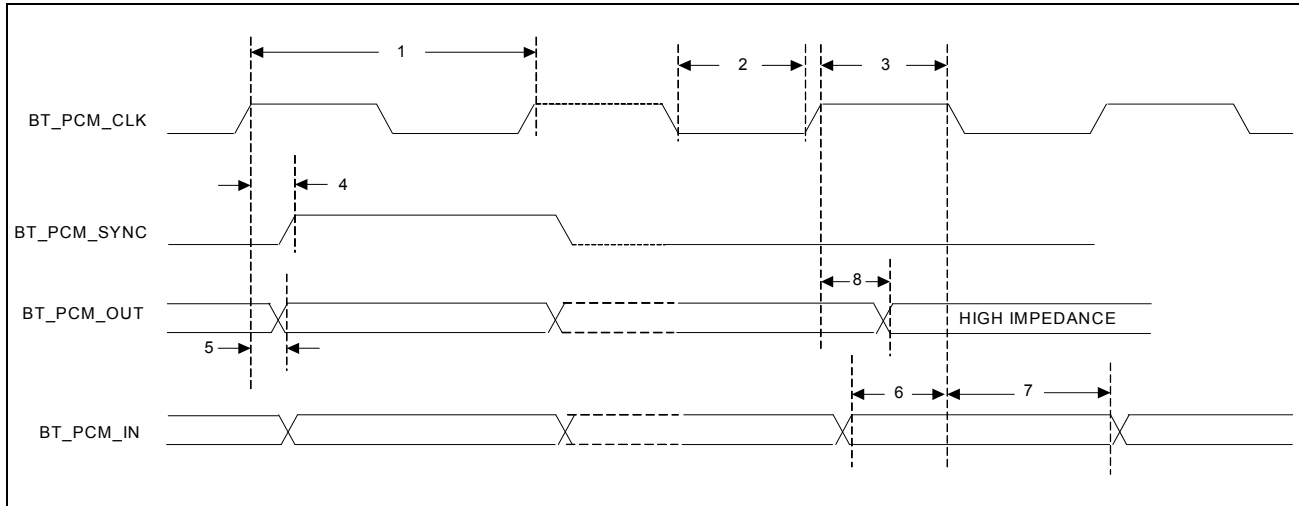 1
2
3
BT_PCM_CLK
4
BT_PCM_SYNC
8
BT_PCM_OUT
HIGH IMPEDANCE
5
6
7
BT_PCM_IN